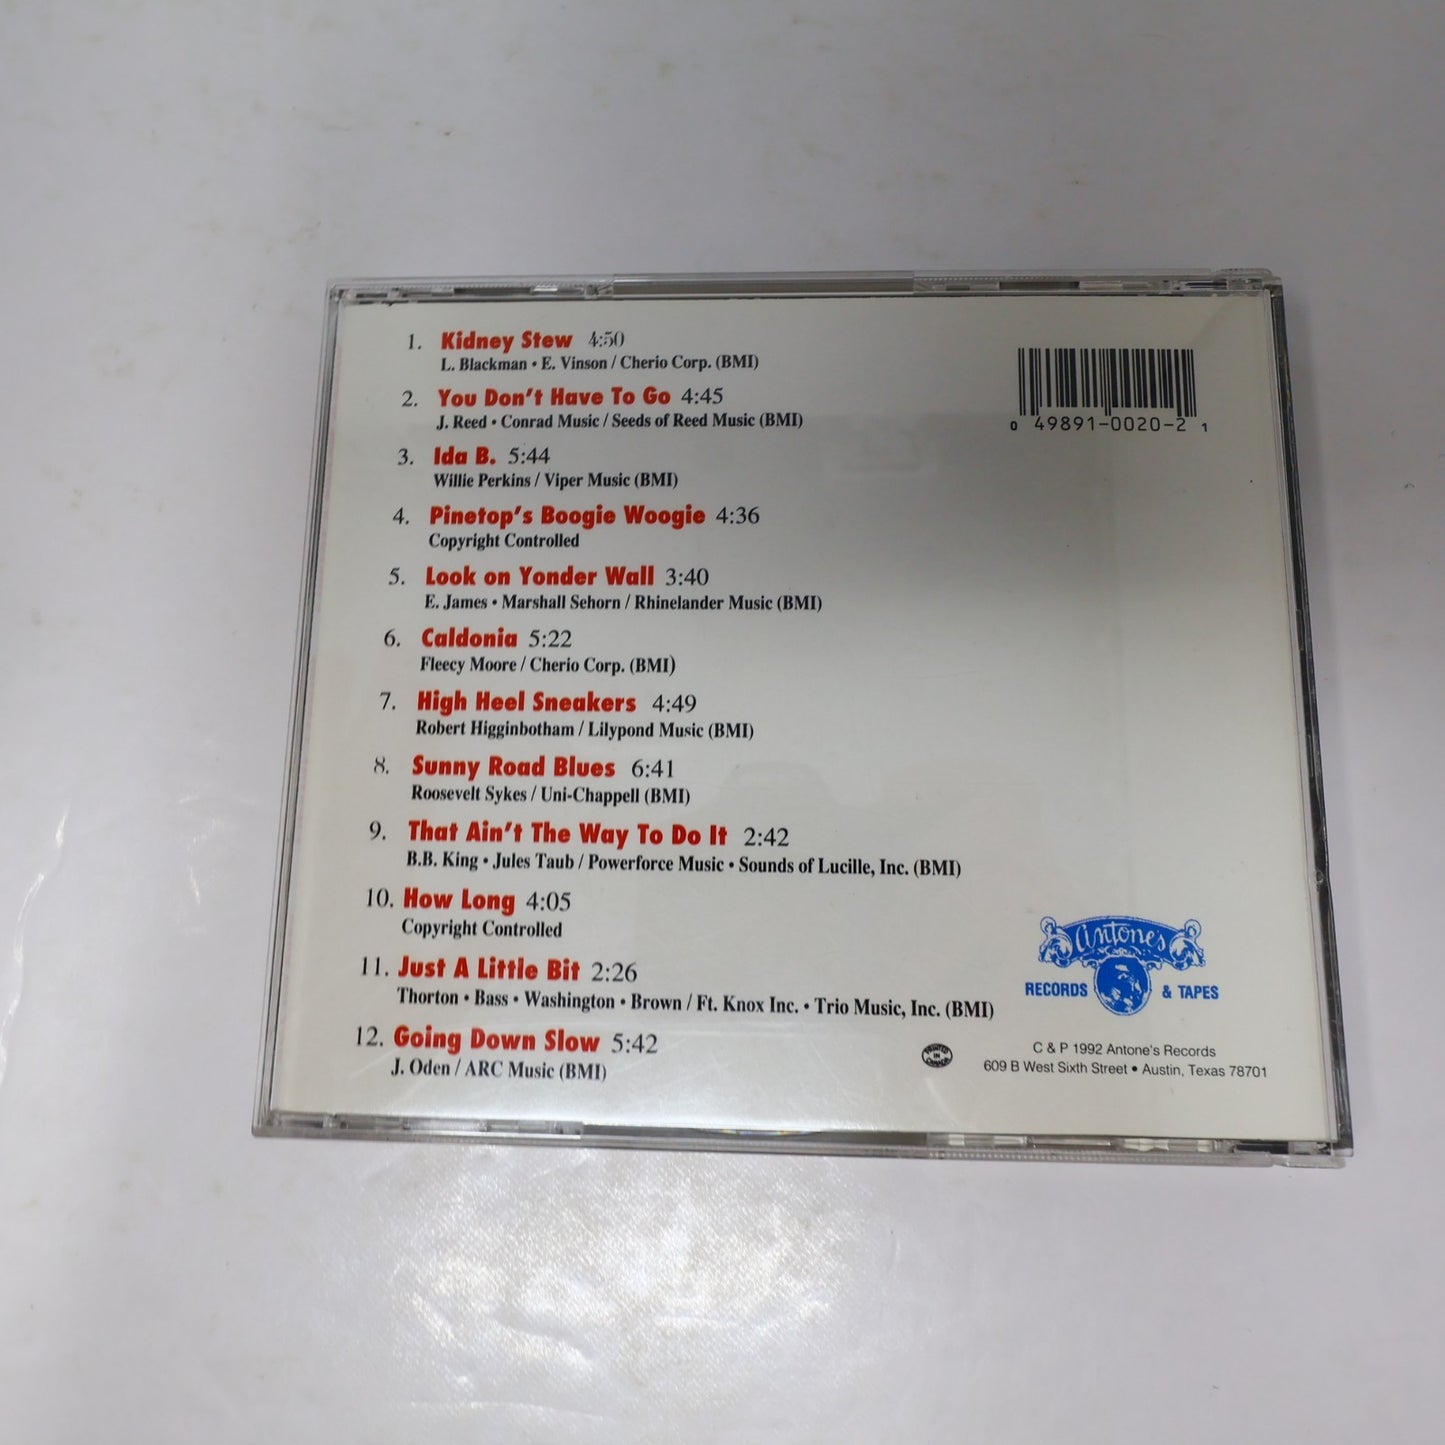 1. Kidney Stew 4:50
L. Blackman • E. Vinson / Cherio Corp. (BMI)
2. You Don't Have To Go 4:45
J. Reed • Conrad Music / Seeds of Reed Music (BMI)
3. Ida B. 5:44
Willie Perkins / Viper Music (BMI)
4. Pinetop's Boogie Woogie 4:36
Copyright Controlled
5. Look on Yonder Wall 3:40
E. James • Marshall Sehorn / Rhinelander Music (BMI)
6. Caldonia 5:22
Fleecy Moore / Cherio Corp. (BMI)
7. High Heel Sneakers 4:49
Robert Higginbotham / Lilypond Music (BMI)
8. Sunny Road Blues 6:41
Roosevelt Sykes / Uni-Chappell (BMI)
9. That Ain't The Way To Do It 2:42
B.B. King • Jules Taub / Powerforce Music • Sounds of Lucille, Inc. (BMI)
10. How Long 4:05
Copyright Controlled
11. Just A Little Bit 2:26
Thorton • Bass • Washington • Brown / Ft. Knox Inc. • Trio Music, Inc. (BMI)
12. Going Down Slow 5:42
J. Oden / ARC Music (BMI)
0 49891-0020-2 1
Antone's
RECORDS & TAPES
PRINTED IN CANADA
C & P 1992 Antone's Records
609 B West Sixth Street • Austin, Texas 78701